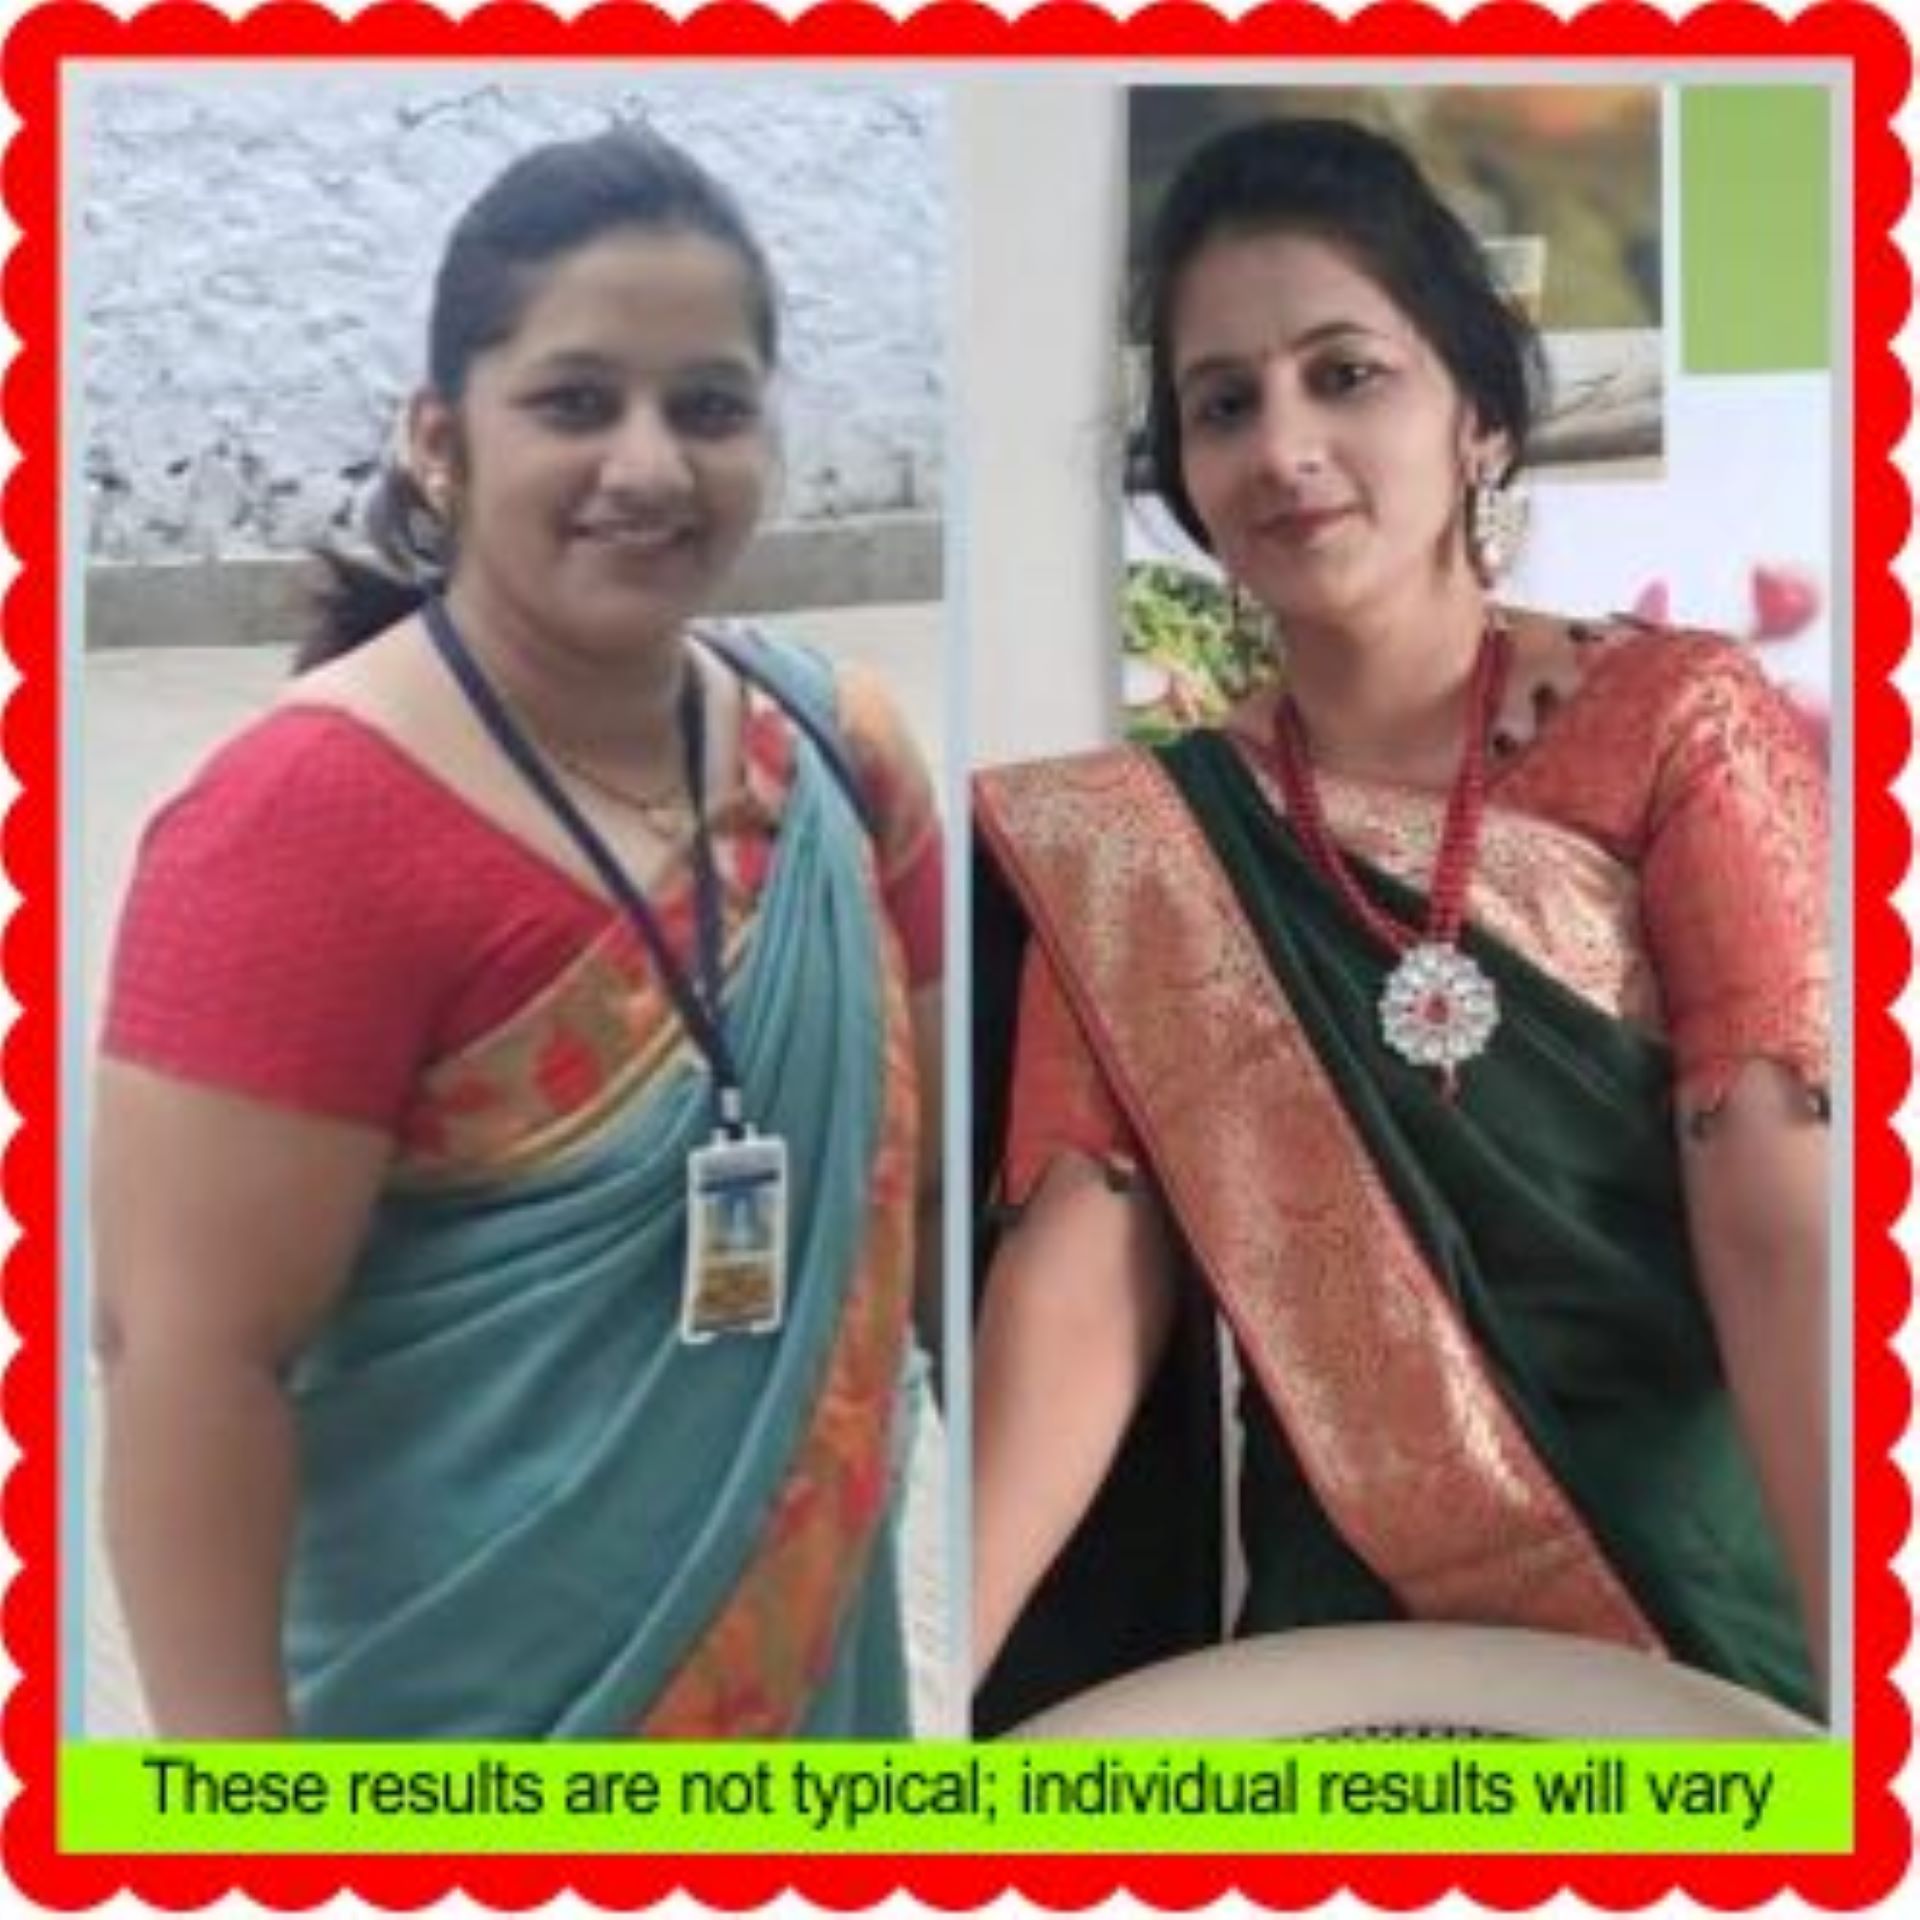 These results are not typical; individual results will vary